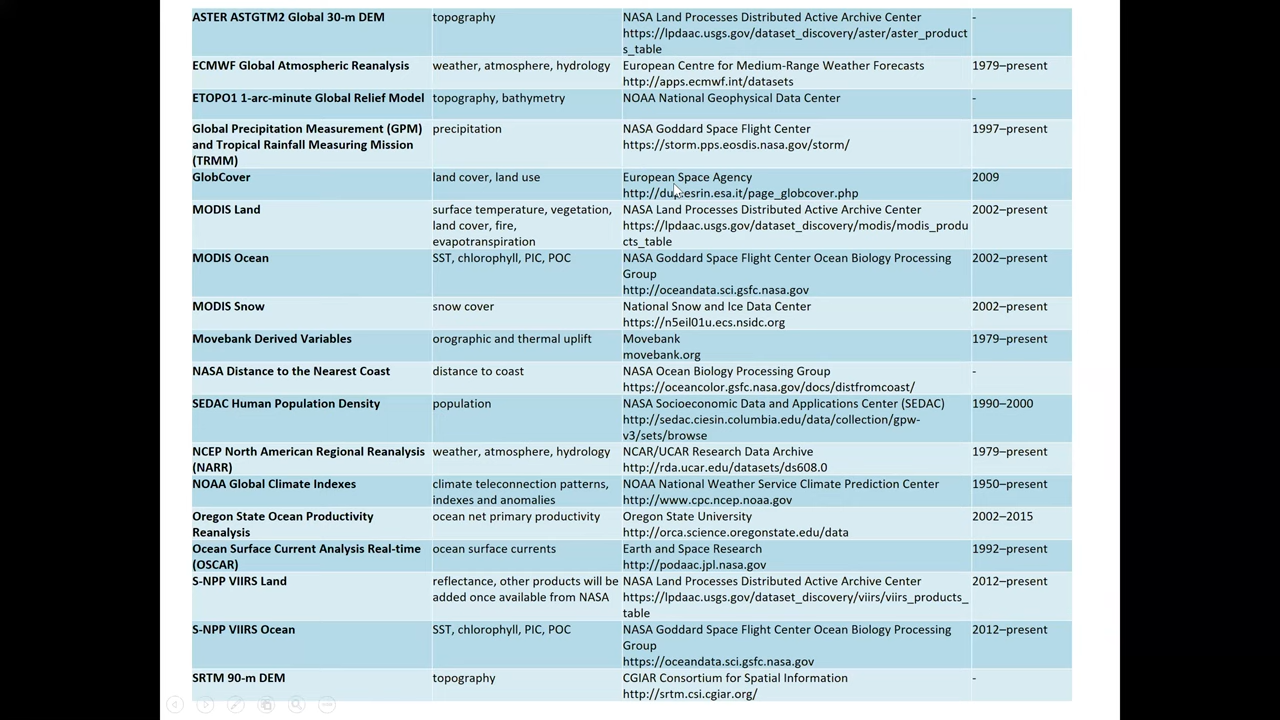 ASTER ASTGTM2 Global 30-m DEM topography NASA Land Processes Distributed Active Archive Center -
https://lpdaac.usgs.gov/dataset_discovery/aster/aster_product
s_table
ECMWF Global Atmospheric Reanalysis weather, atmosphere, hydrology European Centre for Medium-Range Weather Forecasts 1979–present
http://apps.ecmwf.int/datasets
ETOPO1 1-arc-minute Global Relief Model topography, bathymetry NOAA National Geophysical Data Center -
Global Precipitation Measurement (GPM) precipitation NASA Goddard Space Flight Center 1997–present
and Tropical Rainfall Measuring Mission https://storm.pps.eosdis.nasa.gov/storm/
(TRMM)
GlobCover land cover, land use European Space Agency 2009
MODIS Land surface temperature, vegetation, NASA Land Processes Distributed Active Archive Center 2002–present
land cover, fire, https://lpdaac.usgs.gov/dataset_discovery/modis/modis_produ
evapotranspiration cts_table
MODIS Ocean SST, chlorophyll, PIC, POC NASA Goddard Space Flight Center Ocean Biology Processing 2002–present
Group
http://oceandata.sci.gsfc.nasa.gov
MODIS Snow snow cover National Snow and Ice Data Center 2002–present
https://n5eil01u.ecs.nsidc.org
Movebank Derived Variables orographic and thermal uplift Movebank 1979–present
movebank.org
NASA Distance to the Nearest Coast distance to coast NASA Ocean Biology Processing Group -
https://oceancolor.gsfc.nasa.gov/docs/distfromcoast/
SEDAC Human Population Density population NASA Socioeconomic Data and Applications Center (SEDAC) 1990–2000
http://sedac.ciesin.columbia.edu/data/collection/gpw-
v3/sets/browse
NCEP North American Regional Reanalysis weather, atmosphere, hydrology NCAR/UCAR Research Data Archive 1979–present
(NARR) http://rda.ucar.edu/datasets/ds608.0
NOAA Global Climate Indexes climate teleconnection patterns, NOAA National Weather Service Climate Prediction Center 1950–present
indexes and anomalies http://www.cpc.ncep.noaa.gov
Oregon State Ocean Productivity ocean net primary productivity Oregon State University 2002–2015
Reanalysis http://orca.science.oregonstate.edu/data
Ocean Surface Current Analysis Real-time ocean surface currents Earth and Space Research 1992–present
(OSCAR) http://podaac.jpl.nasa.gov
S-NPP VIIRS Land reflectance, other products will be NASA Land Processes Distributed Active Archive Center 2012–present
added once available from NASA https://lpdaac.usgs.gov/dataset_discovery/viirs/viirs_products_
table
S-NPP VIIRS Ocean SST, chlorophyll, PIC, POC NASA Goddard Space Flight Center Ocean Biology Processing 2012–present
Group
https://oceandata.sci.gsfc.nasa.gov
SRTM 90-m DEM topography CGIAR Consortium for Spatial Information -
http://srtm.csi.cgiar.org/